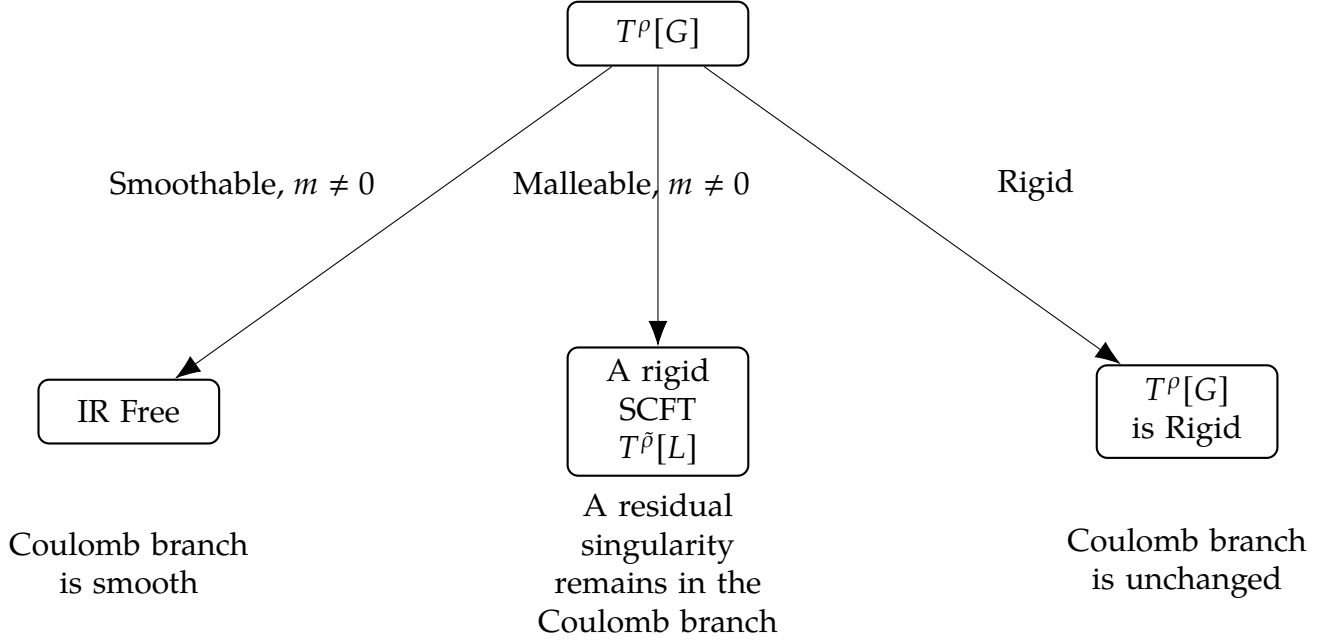 T^ρ[G]
Smoothable, m ≠ 0
Malleable, m ≠ 0
Rigid
IR Free
A rigid
SCFT
T^ρ̃[L]
T^ρ[G]
is Rigid
Coulomb branch
is smooth
A residual
singularity
remains in the
Coulomb branch
Coulomb branch
is unchanged